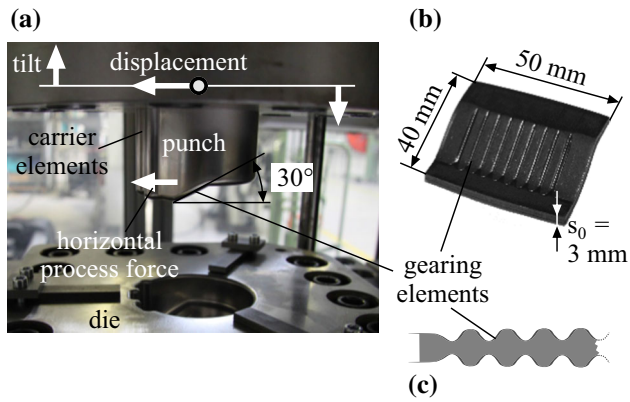 (a)
tilt
displacement
carrier
elements
punch
30°
horizontal
process force
die
(b)
50 mm
40 mm
s₀ =
3 mm
gearing
elements
(c)